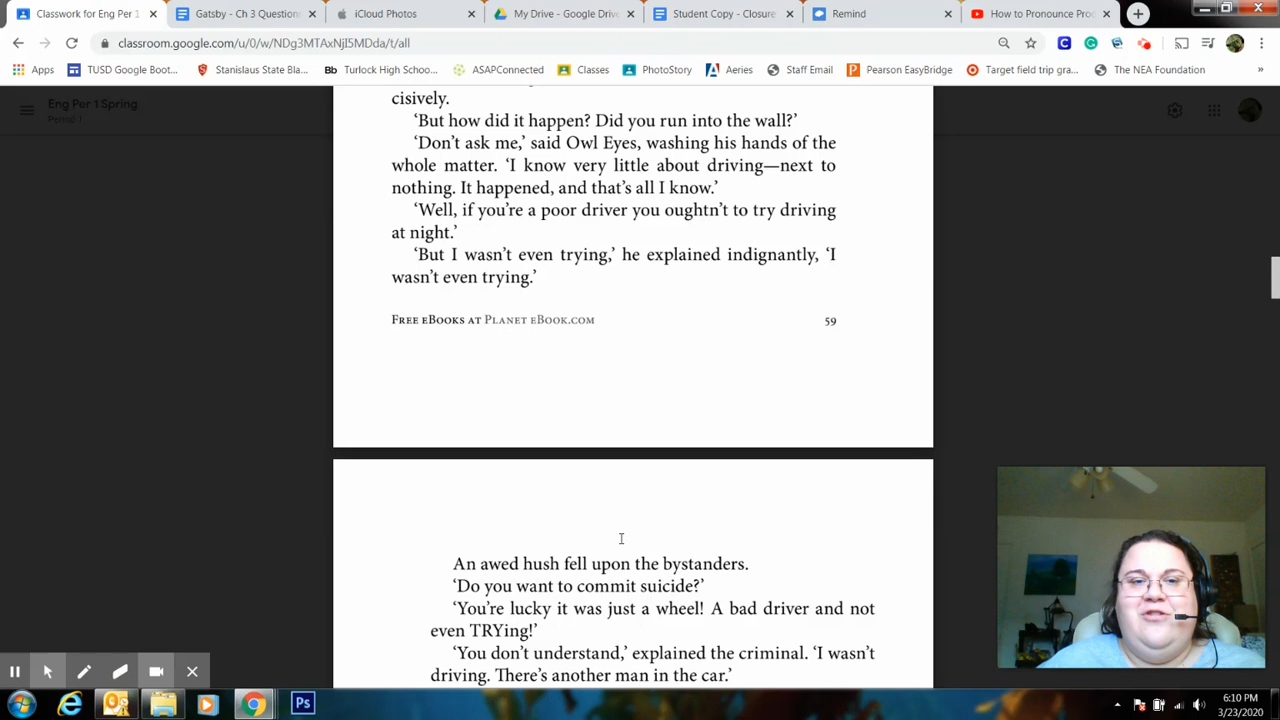 Classwork for Eng Per 1
Gatsby - Ch 3 Question
iCloud Photos
My Drive - Google Drive
Student Copy - Closure
Remind
How to Pronounce Proc
classroom.google.com/u/0/w/NDg3MTAxNjI5MDda/t/all
Apps
TUSD Google Boot...
Stanislaus State Bla...
Bb Turlock High Schoo...
ASAPConnected
Classes
PhotoStory
Aeries
Staff Email
Pearson EasyBridge
Target field trip gra...
The NEA Foundation
»
Eng Per 1 Spring
Period 1
cisively.
‘But how did it happen? Did you run into the wall?’
‘Don’t ask me,’ said Owl Eyes, washing his hands of the
whole matter. ‘I know very little about driving—next to
nothing. It happened, and that’s all I know.’
‘Well, if you’re a poor driver you oughtn’t to try driving
at night.’
‘But I wasn’t even trying,’ he explained indignantly, ‘I
wasn’t even trying.’
Free eBooks at Planet eBook.com 59
An awed hush fell upon the bystanders.
‘Do you want to commit suicide?’
‘You’re lucky it was just a wheel! A bad driver and not
even TRYing!’
‘You don’t understand,’ explained the criminal. ‘I wasn’t
driving. There’s another man in the car.’
Ps
6:10 PM
3/23/2020